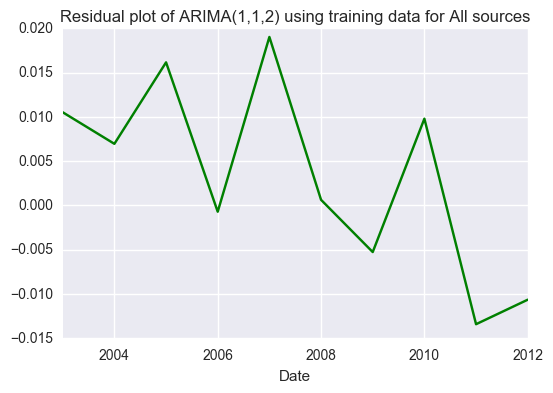 Residual plot of ARIMA(1,1,2) using training data for All sources
0.020
0.015
0.010
0.005
0.000
−0.005
−0.010
−0.015
2004 2006 2008 2010 2012
Date